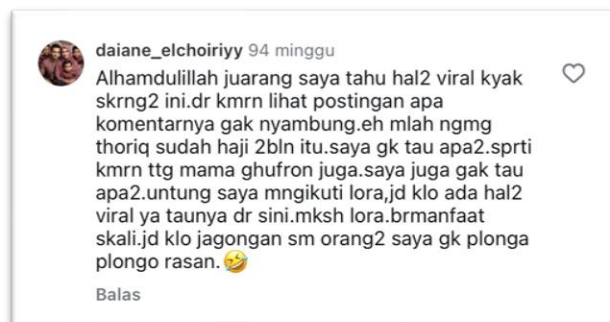 daiane_elchoiriyy 94 minggu
Alhamdulillah juarang saya tahu hal2 viral kyak
skrng2 ini.dr kmrn lihat postingan apa
komentarnya gak nyambung.eh mlah ngmg
thoriq sudah haji 2bln itu.saya gk tau apa2.sprti
kmrn ttg mama ghufron juga.saya juga gak tau
apa2.untung saya mngikuti lora,jd klo ada hal2
viral ya taunya dr sini.mksh lora.brmanfaat
skali.jd klo jagongan sm orang2 saya gk plonga
plongo rasan.🤣
Balas